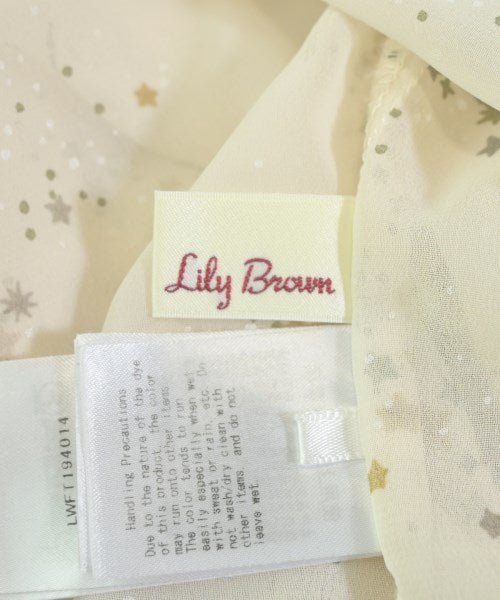 Lily Brown
LWFT194014
Handling Precautions
Due to the nature of the dye
of this product, the color
may run onto other items
The color tends to run
easily especially when wet
with sweat or rain, etc. Do
not wash/dry clean with
other items, and do not
leave wet.